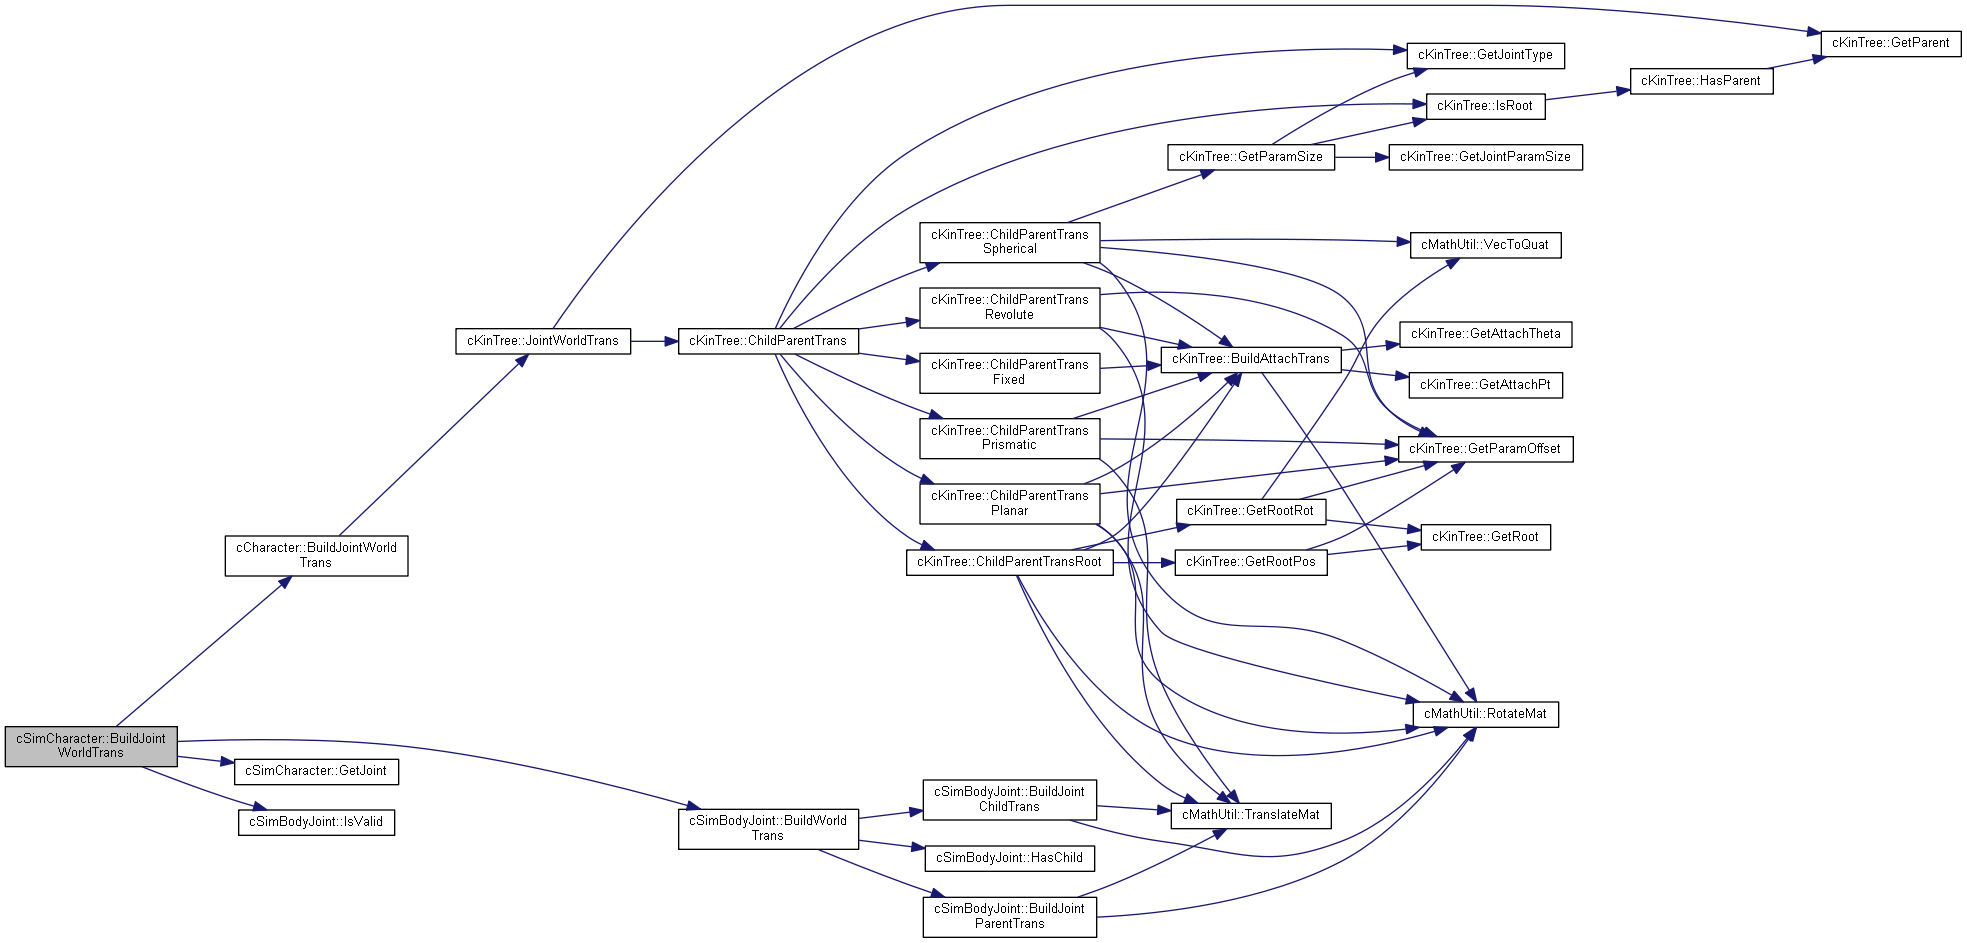 cKinTree::GetParent
cKinTree::GetJointType
cKinTree::HasParent
cKinTree::IsRoot
cKinTree::GetParamSize
cKinTree::GetJointParamSize
cKinTree::ChildParentTrans
Spherical
cMathUtil::VecToQuat
cKinTree::ChildParentTrans
Revolute
cKinTree::JointWorldTrans
cKinTree::ChildParentTrans
cKinTree::GetAttachTheta
cKinTree::BuildAttachTrans
cKinTree::ChildParentTrans
Fixed
cKinTree::GetAttachPt
cKinTree::ChildParentTrans
Prismatic
cKinTree::GetParamOffset
cKinTree::ChildParentTrans
Planar
cKinTree::GetRootRot
cKinTree::GetRoot
cCharacter::BuildJointWorld
Trans
cKinTree::ChildParentTransRoot
cKinTree::GetRootPos
cMathUtil::RotateMat
cSimCharacter::BuildJoint
WorldTrans
cSimCharacter::GetJoint
cSimBodyJoint::IsValid
cSimBodyJoint::BuildWorld
Trans
cSimBodyJoint::BuildJoint
ChildTrans
cMathUtil::TranslateMat
cSimBodyJoint::HasChild
cSimBodyJoint::BuildJoint
ParentTrans